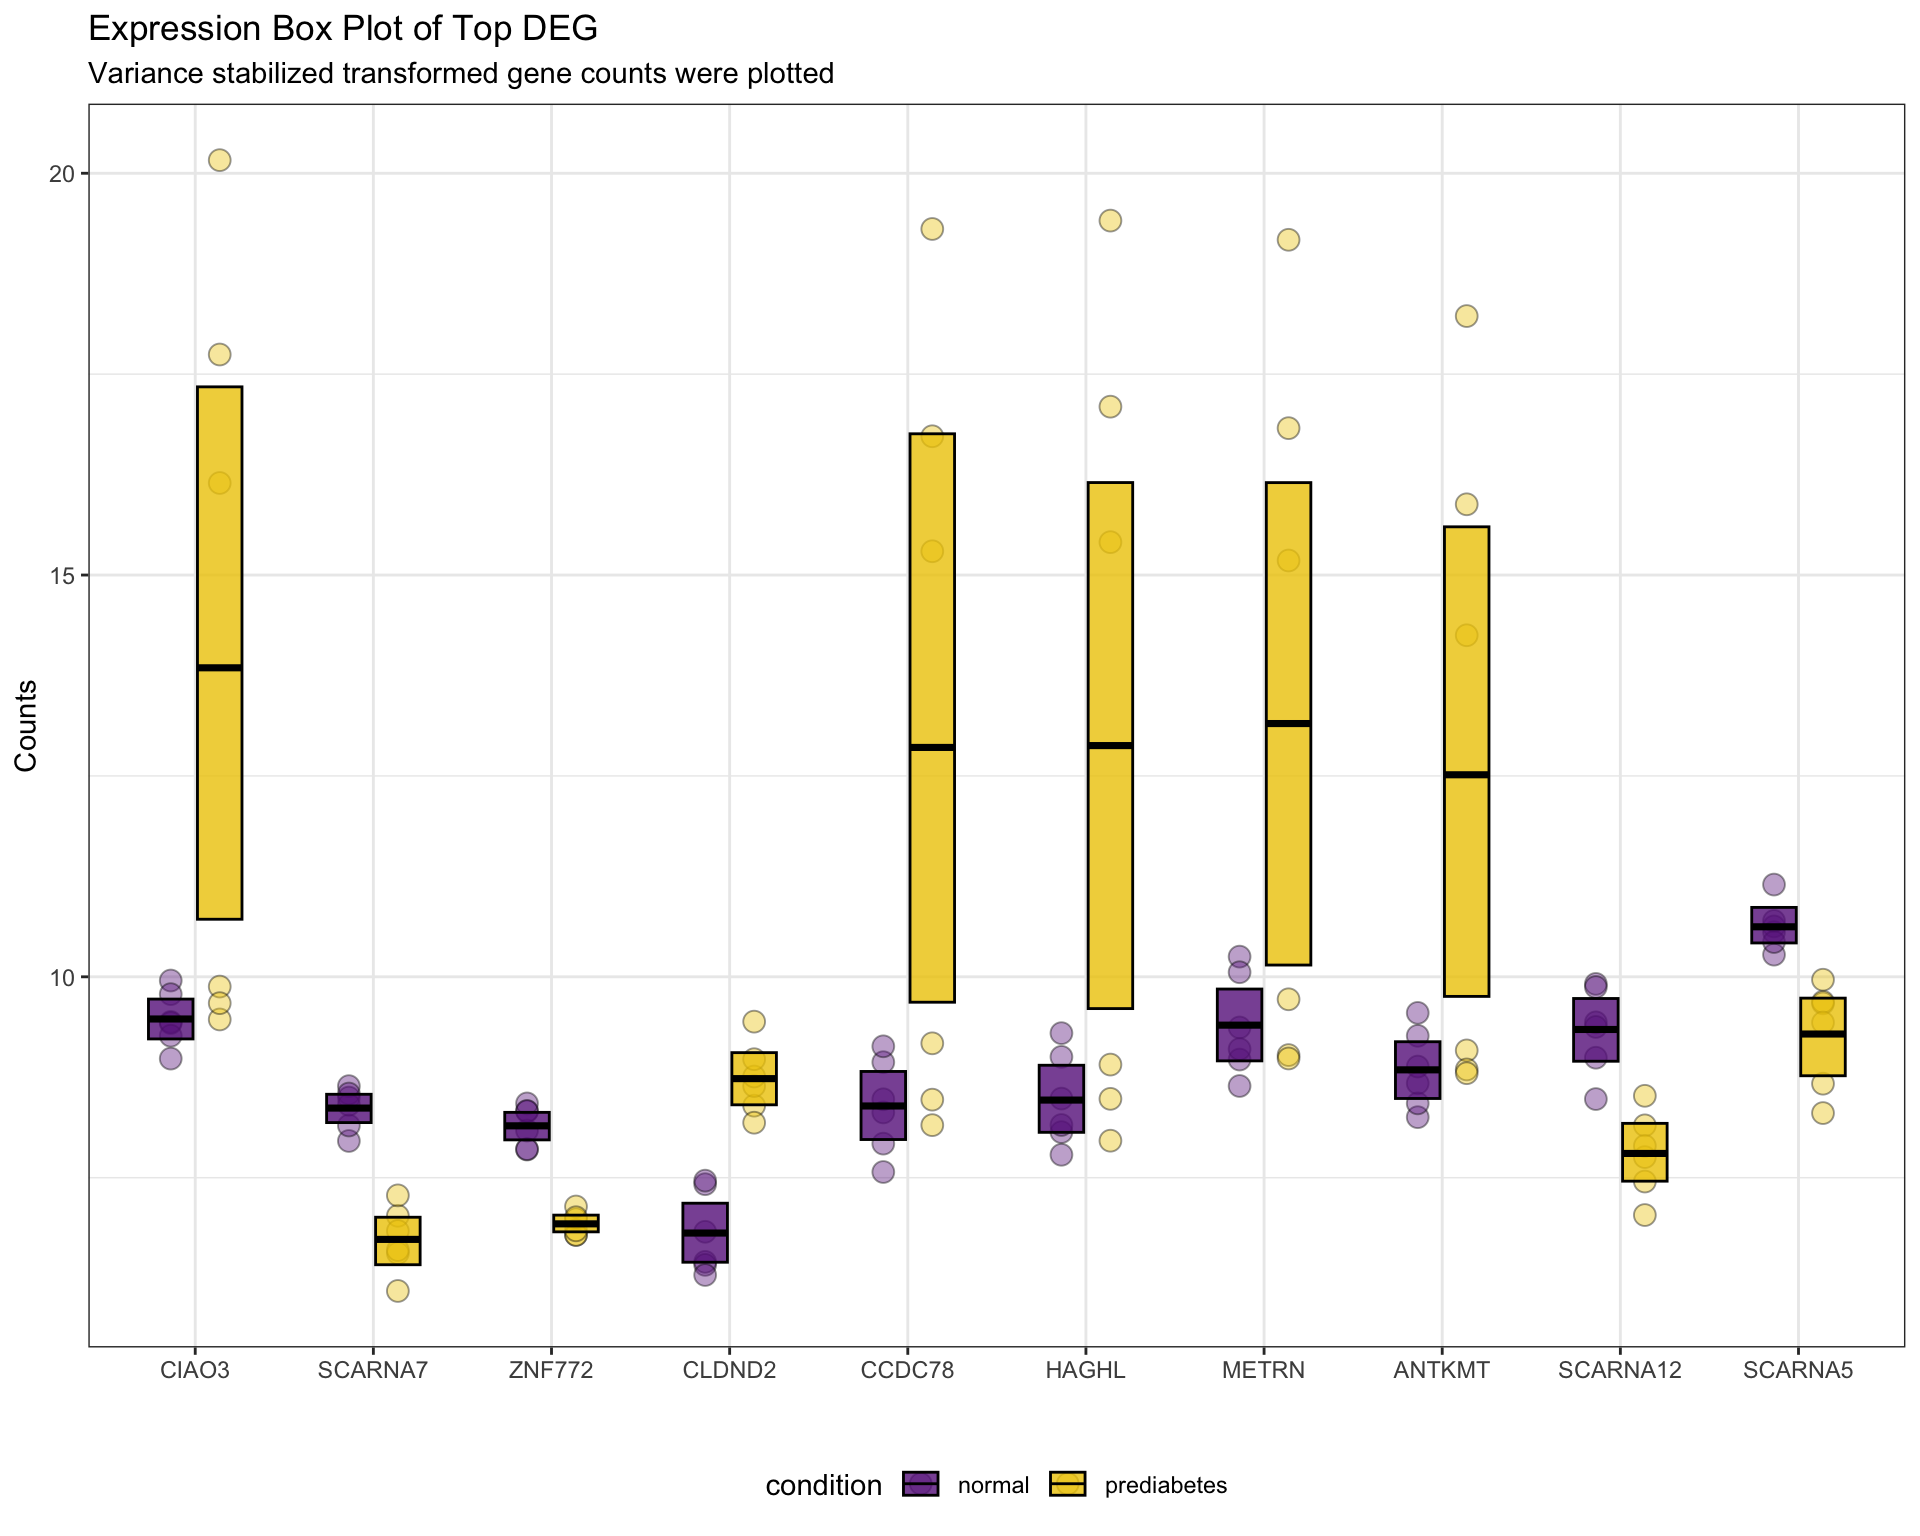 Expression Box Plot of Top DEG
Variance stabilized transformed gene counts were plotted
20
15
10
Counts
CIAO3 SCARNA7 ZNF772 CLDND2 CCDC78 HAGHL METRN ANTKMT SCARNA12 SCARNA5
condition normal prediabetes